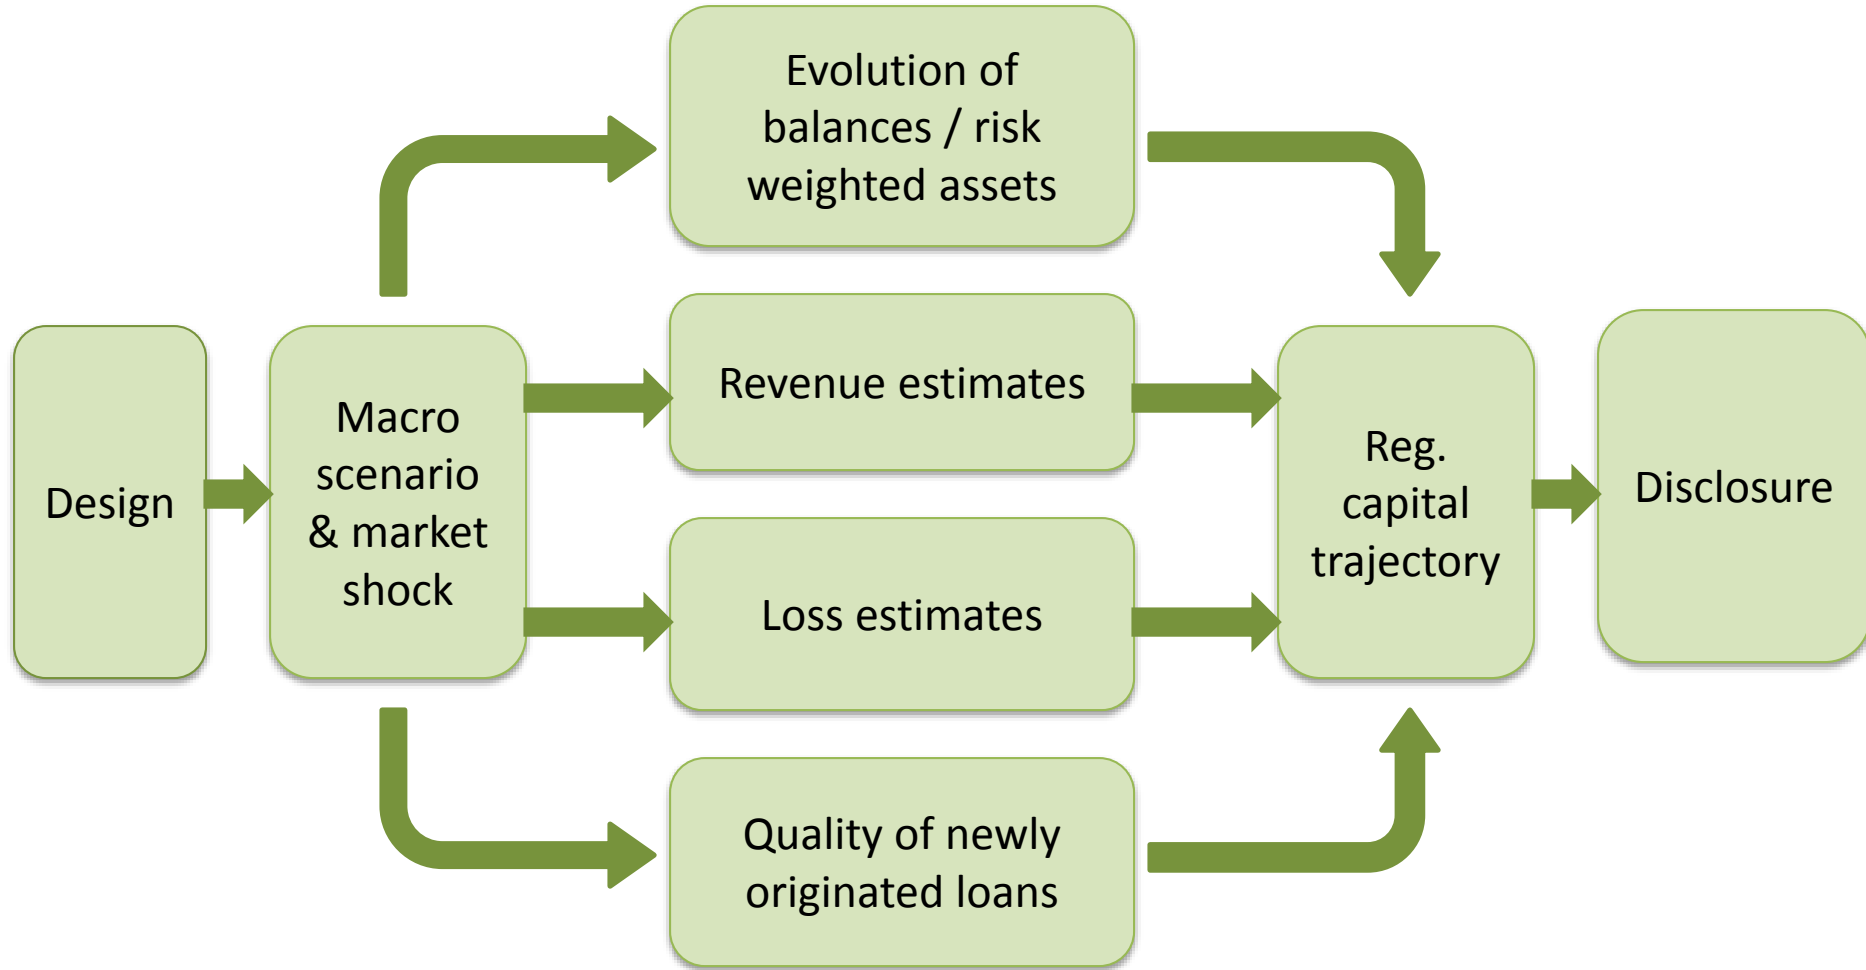 Design
Macro
scenario
& market
shock
Evolution of
balances / risk
weighted assets
Revenue estimates
Loss estimates
Quality of newly
originated loans
Reg.
capital
trajectory
Disclosure